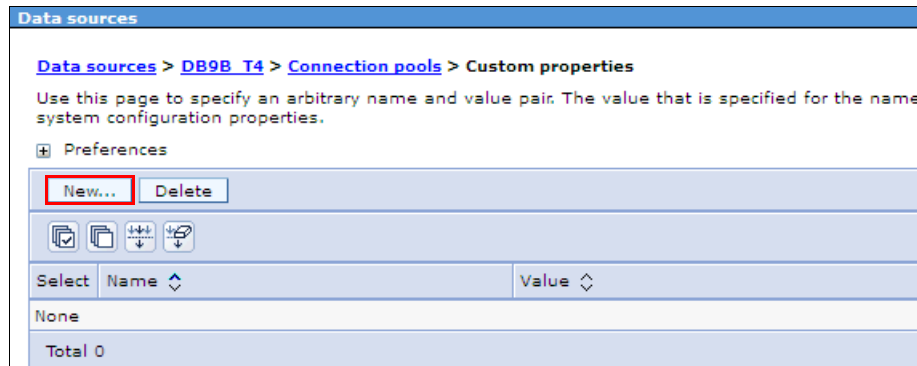 Data sources
Data sources > DB9B_T4 > Connection pools > Custom properties
Use this page to specify an arbitrary name and value pair. The value that is specified for the name
system configuration properties.
Preferences
New... Delete
Select Name Value
None
Total 0